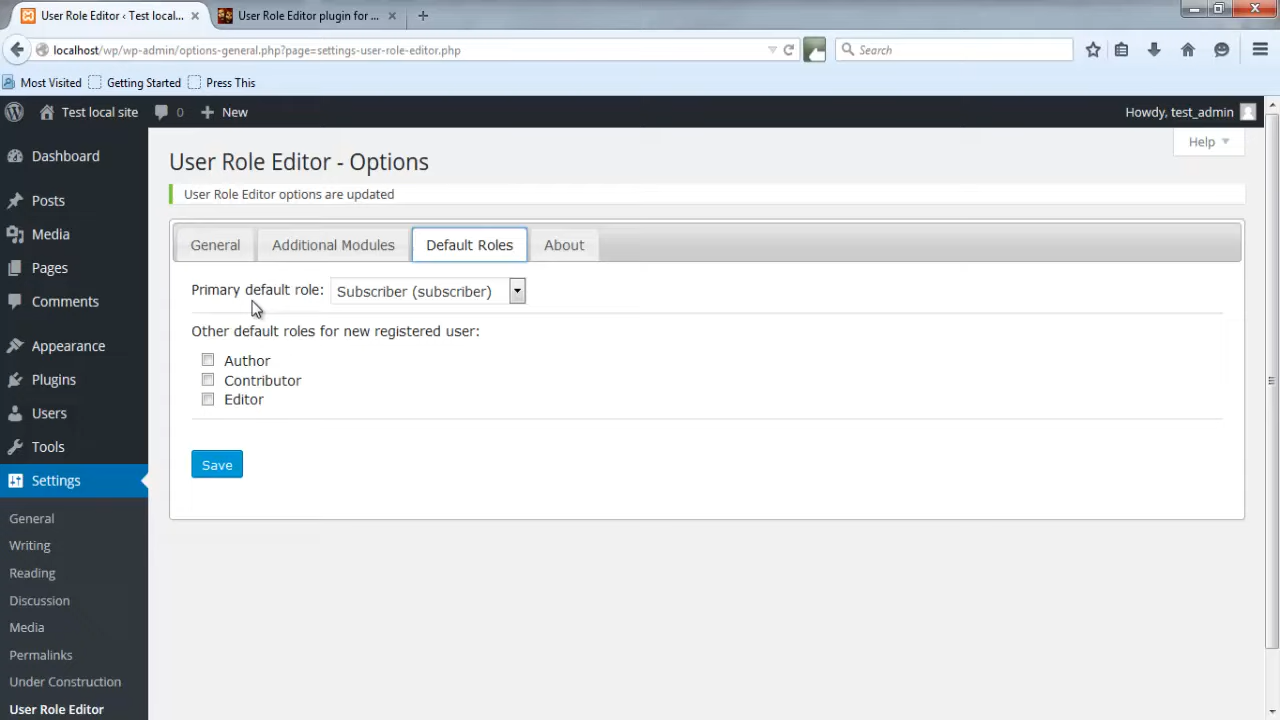 User Role Editor ‹ Test local...
User Role Editor plugin for ...
localhost/wp/wp-admin/options-general.php?page=settings-user-role-editor.php
Search
Most Visited
Getting Started
Press This
Test local site
0
New
Howdy, test_admin
Help
Dashboard
Posts
Media
Pages
Comments
Appearance
Plugins
Users
Tools
Settings
General
Writing
Reading
Discussion
Media
Permalinks
Under Construction
User Role Editor
User Role Editor - Options
User Role Editor options are updated
General
Additional Modules
Default Roles
About
Primary default role:
Subscriber (subscriber)
Other default roles for new registered user:
Author
Contributor
Editor
Save